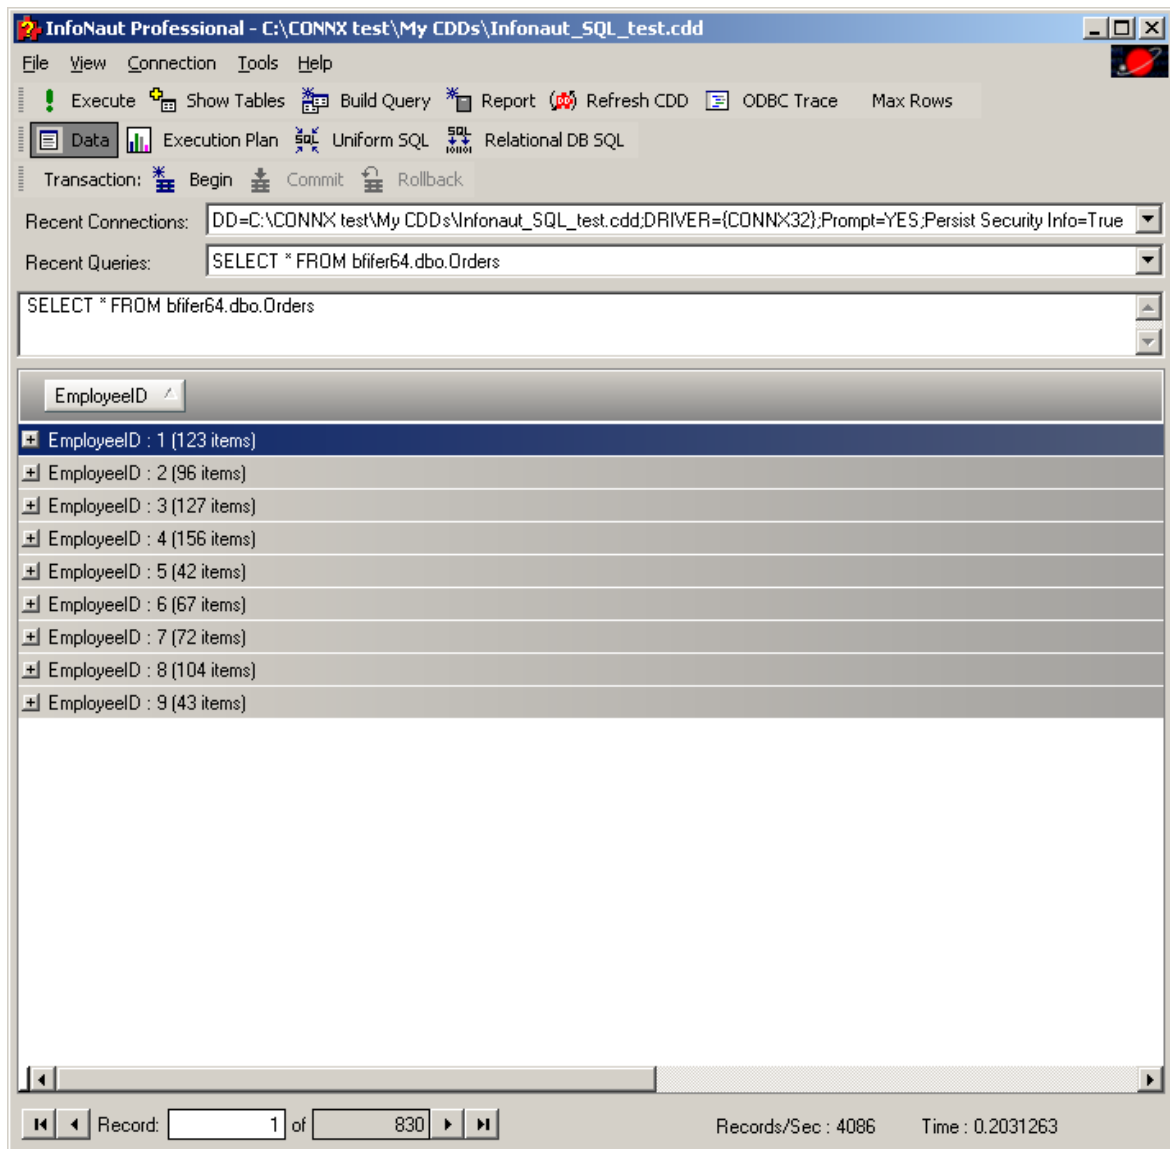 InfoNaut Professional - C:\CONNX test\My CDDs\Infonaut_SQL_test.cdd
File View Connection Tools Help
Execute Show Tables Build Query Report Refresh CDD ODBC Trace Max Rows
Data Execution Plan SQL Uniform SQL SQL Relational DB SQL
Transaction: Begin Commit Rollback
Recent Connections: DD=C:\CONNX test\My CDDs\Infonaut_SQL_test.cdd;DRIVER={CONNX32};Prompt=YES;Persist Security Info=True
Recent Queries: SELECT * FROM bfifer64.dbo.Orders
SELECT * FROM bfifer64.dbo.Orders
EmployeeID
EmployeeID : 1 (123 items)
EmployeeID : 2 (96 items)
EmployeeID : 3 (127 items)
EmployeeID : 4 (156 items)
EmployeeID : 5 (42 items)
EmployeeID : 6 (67 items)
EmployeeID : 7 (72 items)
EmployeeID : 8 (104 items)
EmployeeID : 9 (43 items)
Record: 1 of 830 Records/Sec : 4086 Time : 0.2031263